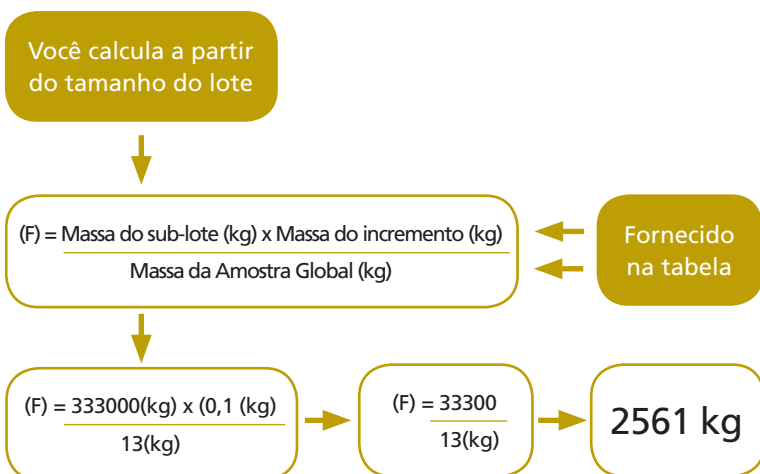 Você calcula a partir
do tamanho do lote
(F) = Massa do sub-lote (kg) x Massa do incremento (kg)
Massa da Amostra Global (kg)
Fornecido
na tabela
(F) = 333000(kg) x (0,1 (kg)
13(kg)
(F) = 33300
13(kg)
2561 kg